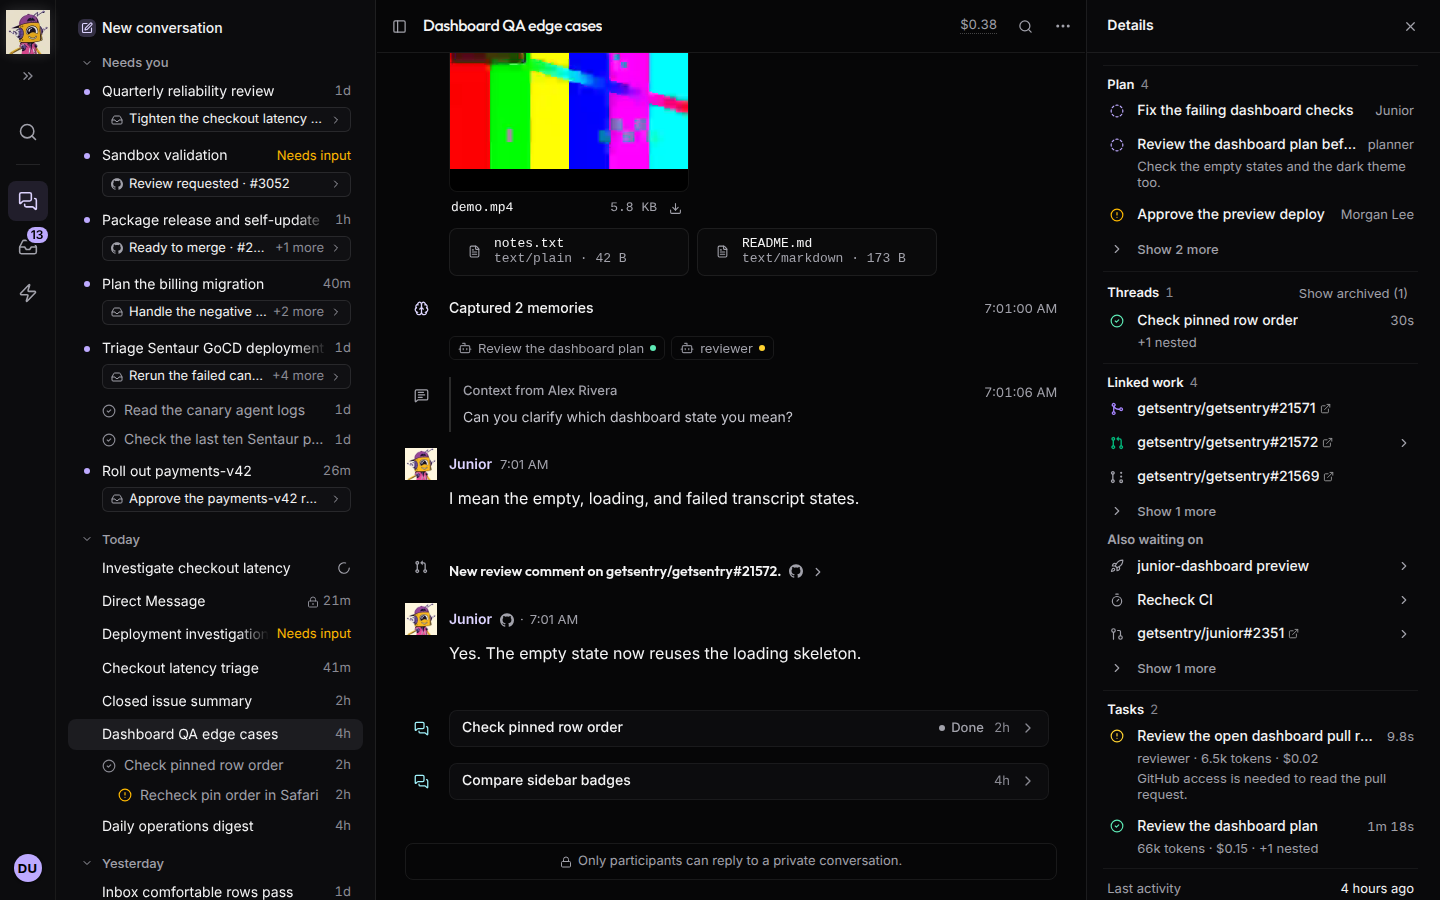 New conversation
Needs you
Quarterly reliability review 1d
Tighten the checkout latency ...
Sandbox validation Needs input
Review requested · #3052
Package release and self-update 1h
Ready to merge · #2... +1 more
Plan the billing migration 40m
Handle the negative ... +2 more
Triage Sentaur GoCD deployment 1d
Rerun the failed can... +4 more
Read the canary agent logs 1d
Check the last ten Sentaur p... 1d
Roll out payments-v42 26m
Approve the payments-v42 r...
Today
Investigate checkout latency
Direct Message 21m
Deployment investigation Needs input
Checkout latency triage 41m
Closed issue summary 2h
Dashboard QA edge cases 4h
Check pinned row order 2h
Recheck pin order in Safari 2h
Daily operations digest 4h
Yesterday
Inbox comfortable rows pass 1d
13
DU
Dashboard QA edge cases $0.38
demo.mp4 5.8 KB
notes.txt
text/plain · 42 B
README.md
text/markdown · 173 B
Captured 2 memories 7:01:00 AM
Review the dashboard plan
reviewer
Context from Alex Rivera 7:01:06 AM
Can you clarify which dashboard state you mean?
Junior 7:01 AM
I mean the empty, loading, and failed transcript states.
New review comment on getsentry/getsentry#21572.
Junior · 7:01 AM
Yes. The empty state now reuses the loading skeleton.
Check pinned row order Done 2h
Compare sidebar badges 4h
Only participants can reply to a private conversation.
Details
Plan 4
Fix the failing dashboard checks Junior
Review the dashboard plan bef... planner
Check the empty states and the dark theme
too.
Approve the preview deploy Morgan Lee
Show 2 more
Threads 1 Show archived (1)
Check pinned row order 30s
+1 nested
Linked work 4
getsentry/getsentry#21571
getsentry/getsentry#21572
getsentry/getsentry#21569
Show 1 more
Also waiting on
junior-dashboard preview
Recheck CI
getsentry/junior#2351
Show 1 more
Tasks 2
Review the open dashboard pull r... 9.8s
reviewer · 6.5k tokens · $0.02
GitHub access is needed to read the pull
request.
Review the dashboard plan 1m 18s
66k tokens · $0.15 · +1 nested
Last activity 4 hours ago